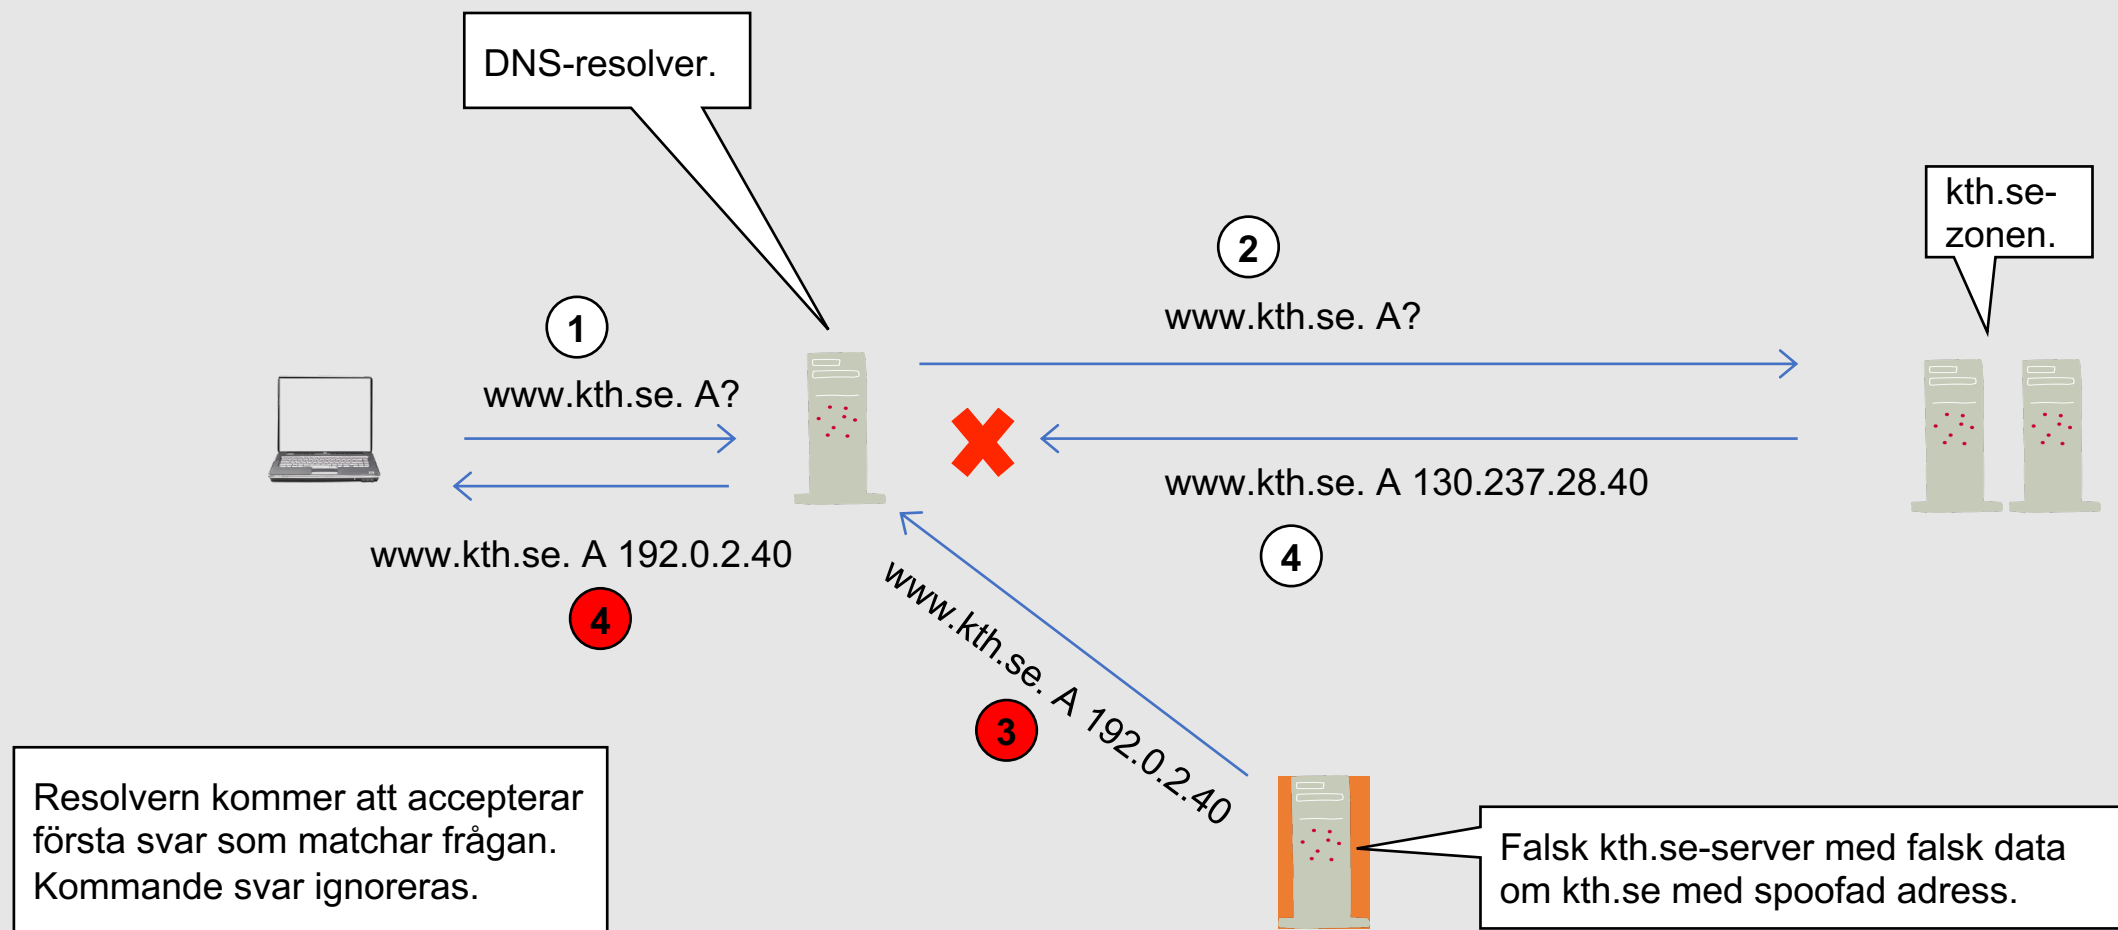 DNS-resolver.
kth.se-
zonen.
2
www.kth.se. A?
1
www.kth.se. A?
www.kth.se. A 130.237.28.40
4
www.kth.se. A 192.0.2.40
4
www.kth.se. A 192.0.2.40
3
Resolvern kommer att accepterar
första svar som matchar frågan.
Kommande svar ignoreras.
Falsk kth.se-server med falsk data
om kth.se med spoofad adress.